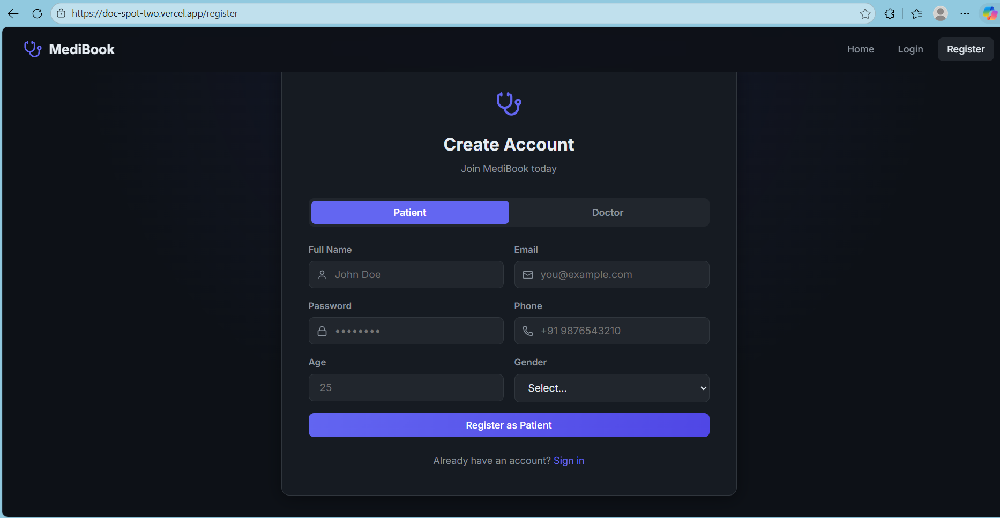 https://doc-spot-two.vercel.app/register
MediBook
Home Login Register
Create Account
Join MediBook today
Patient Doctor
Full Name Email
John Doe you@example.com
Password Phone
•••••••• +91 9876543210
Age Gender
25 Select...
Register as Patient
Already have an account? Sign in